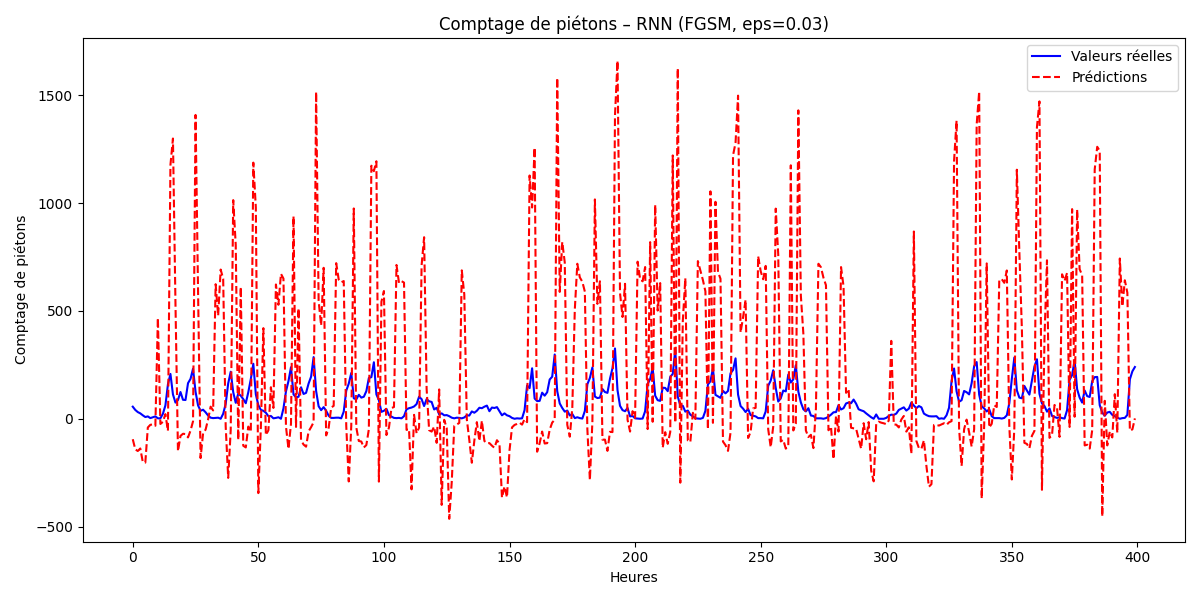 Comptage de piétons – RNN (FGSM, eps=0.03)
Valeurs réelles
Prédictions
Comptage de piétons
1500
1000
500
0
−500
0 50 100 150 200 250 300 350 400
Heures